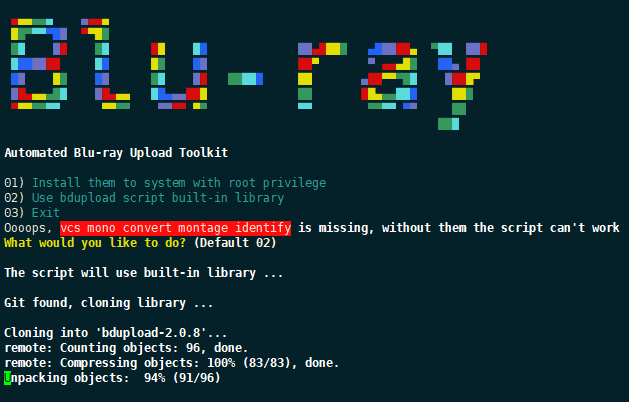 Blu-ray
Automated Blu-ray Upload Toolkit
01) Install them to system with root privilege
02) Use bdupload script built-in library
03) Exit
Oooops, vcs mono convert montage identify is missing, without them the script can't work
What would you like to do? (Default 02)
The script will use built-in library ...
Git found, cloning library ...
Cloning into 'bdupload-2.0.8'...
remote: Counting objects: 96, done.
remote: Compressing objects: 100% (83/83), done.
Unpacking objects:  94% (91/96)